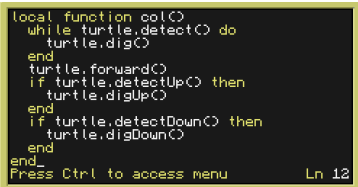 local function col()
  while turtle.detect() do
    turtle.dig()
  end
  turtle.forward()
  if turtle.detectUp() then
    turtle.digUp()
  end
  if turtle.detectDown() then
    turtle.digDown()
  end
end_
Press Ctrl to access menu Ln 12